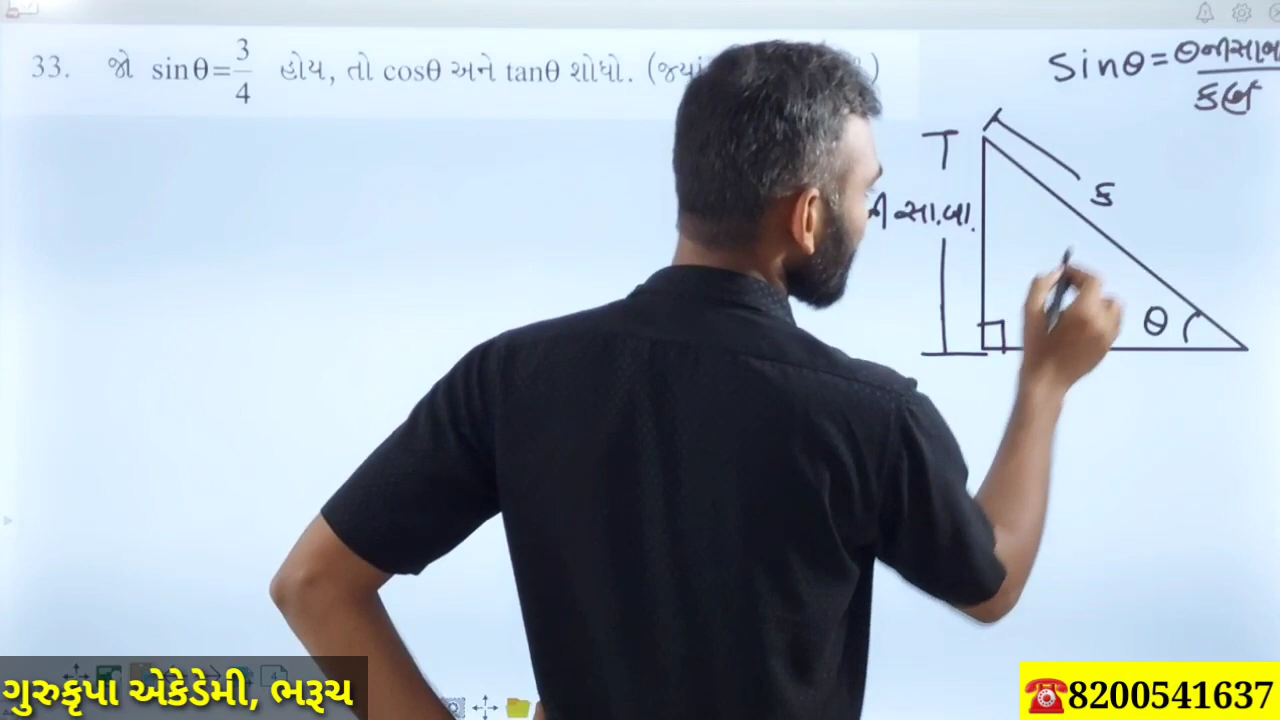 33. જો sinθ=3/4 હોય, તો cosθ અને tanθ શોધો. (જ્યાં
sinθ = θનીસાબા
કર્ણ
T
ની સા.બા.
ક
θ
ગુરુકૃપા એકેડેમી, ભરૂચ
☎8200541637